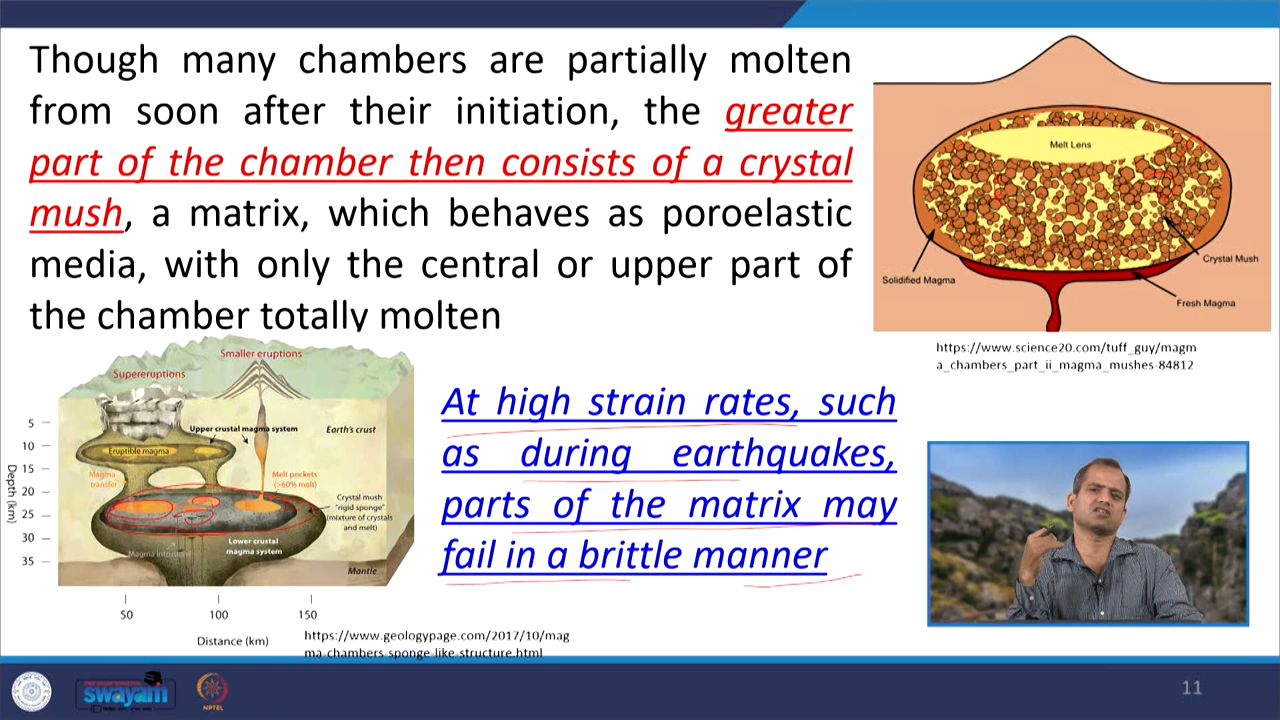 Though many chambers are partially molten
from soon after their initiation, the greater
part of the chamber then consists of a crystal
mush, a matrix, which behaves as poroelastic
media, with only the central or upper part of
the chamber totally molten
Melt Lens
Solidified Magma
Crystal Mush
Fresh Magma
https://www.science20.com/tuff_guy/magm
a_chambers_part_ii_magma_mushes-84812
Smaller eruptions
Supereruptions
Upper crustal magma system
Earth's crust
Eruptible magma
Magma
transfer
Melt pockets
(>60% melt)
Crystal mush
"rigid sponge"
(mixture of crystals
and melt)
Lower crustal
magma system
Magma intrusion
Mantle
Depth (km)
5
10
15
20
25
30
35
50 100 150
Distance (km)
https://www.geologypage.com/2017/10/mag
ma-chambers-sponge-like-structure.html
At high strain rates, such
as during earthquakes,
parts of the matrix may
fail in a brittle manner
swayam
NPTEL
11